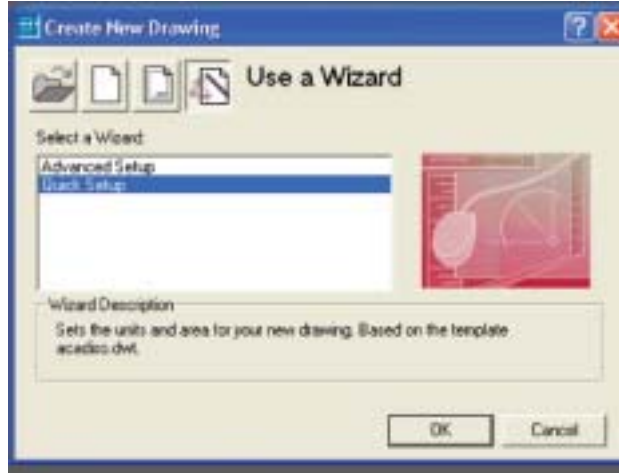 Create New Drawing
Use a Wizard
Select a Wizard:
Advanced Setup
Quick Setup
Wizard Description
Sets the units and area for your new drawing. Based on the template
acadiso.dwt.
OK
Cancel